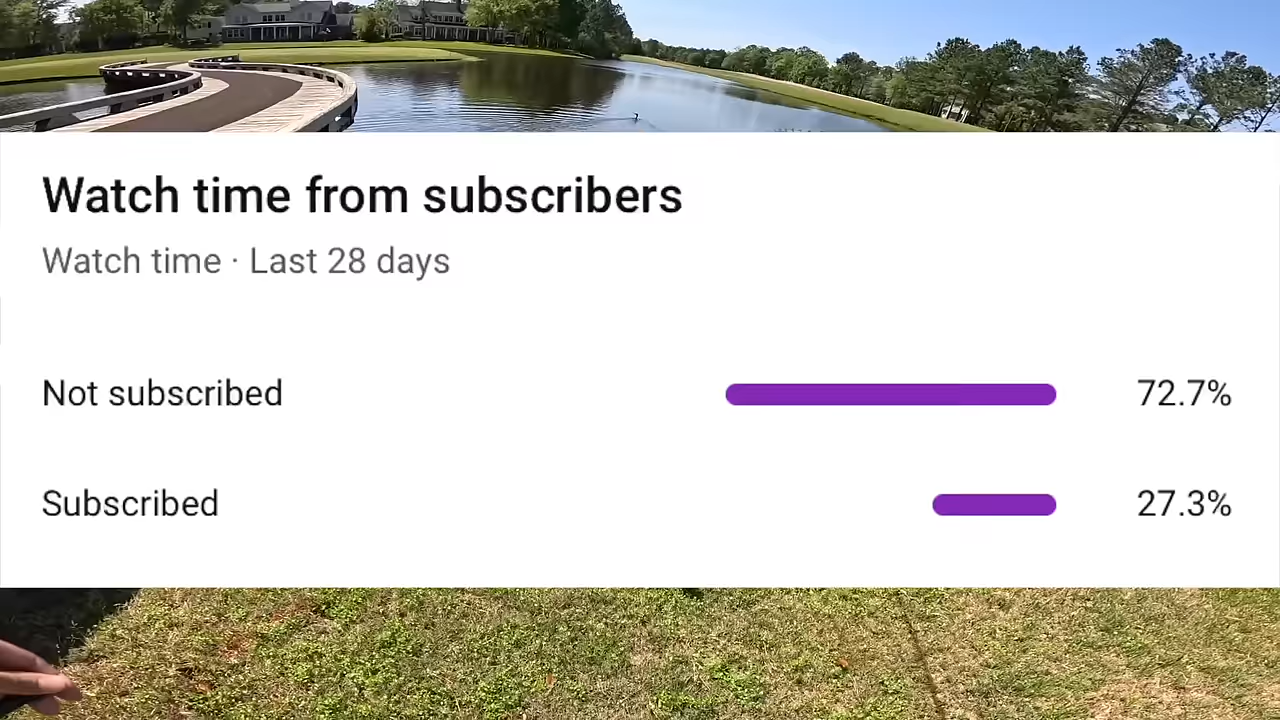 Watch time from subscribers
Watch time · Last 28 days
Not subscribed 72.7%
Subscribed 27.3%